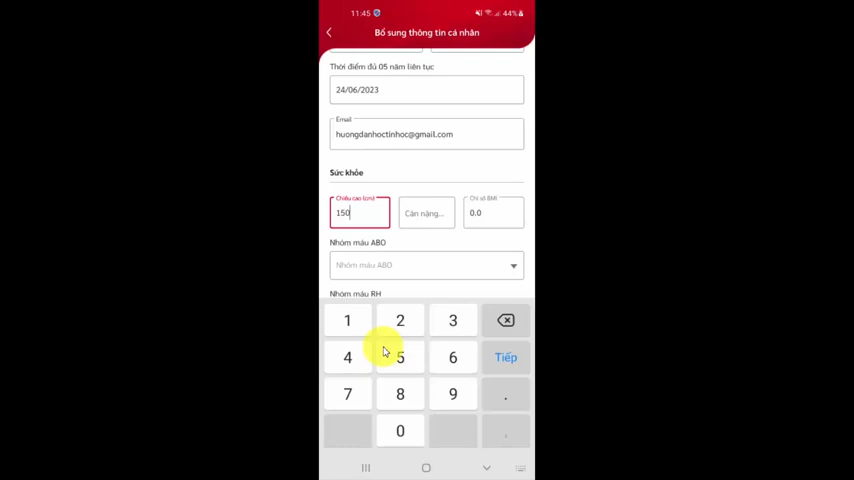 11:45 44%
Bổ sung thông tin cá nhân
Thời điểm đủ 05 năm liên tục
24/06/2023
Email
huongdanhoctinhoc@gmail.com
Sức khỏe
Chiều cao (cm) Chỉ số BMI
150 Cân nặng... 0.0
Nhóm máu ABO
Nhóm máu ABO
Nhóm máu RH
1 2 3
4 5 6 Tiếp
7 8 9 .
0 ,